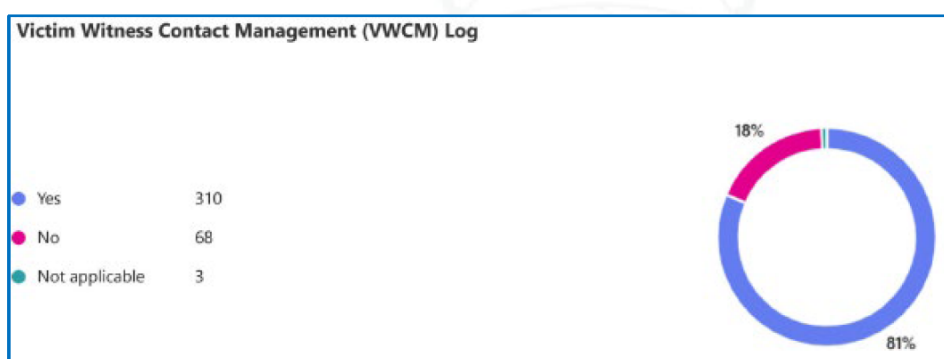 Victim Witness Contact Management (VWCM) Log
18%
Yes 310
No 68
Not applicable 3
81%